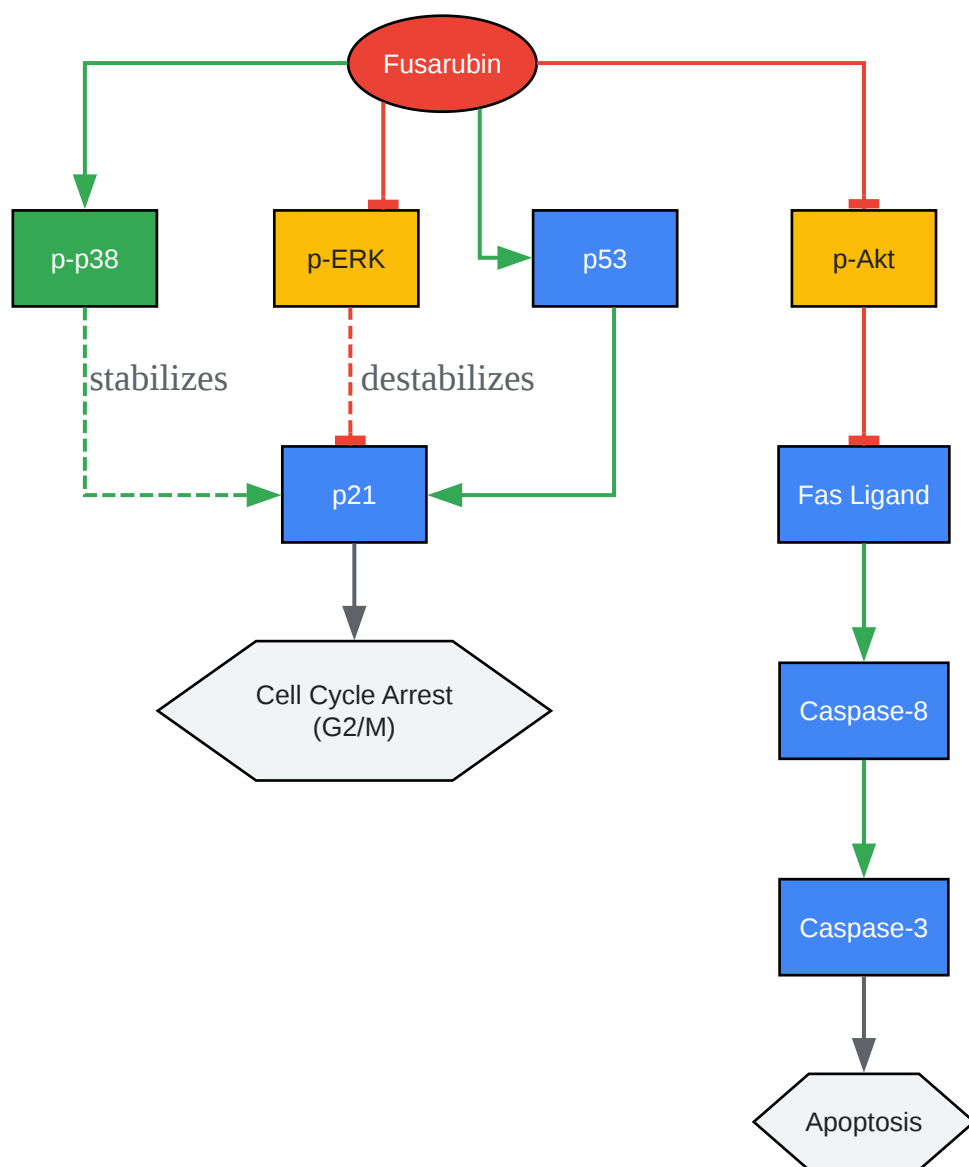 Fusarubin
p-p38
p-ERK
p53
p-Akt
stabilizes
destabilizes
p21
Fas Ligand
Cell Cycle Arrest
(G2/M)
Caspase-8
Caspase-3
Apoptosis